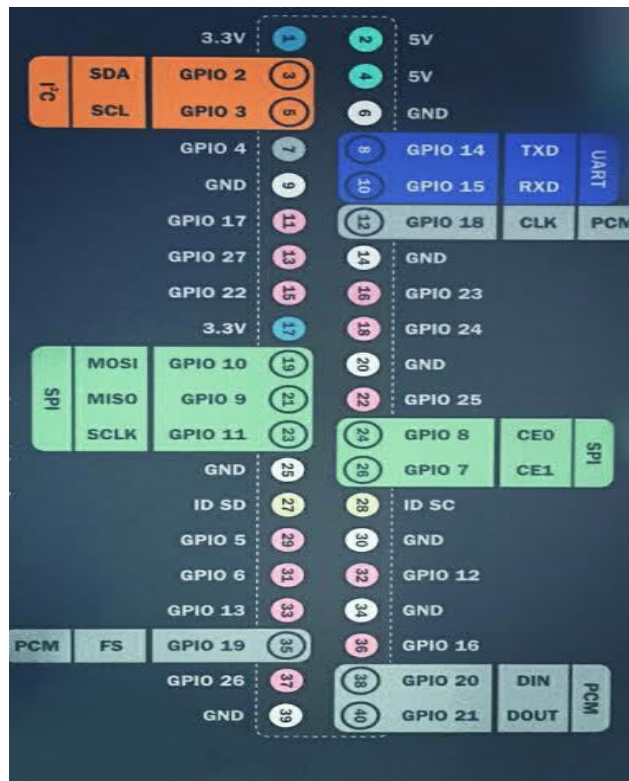 3.3V 1 2 5V
I²C SDA GPIO 2 3 4 5V
SCL GPIO 3 5 6 GND
GPIO 4 7 8 GPIO 14 TXD UART
GND 9 10 GPIO 15 RXD
GPIO 17 11 12 GPIO 18 CLK PCM
GPIO 27 13 14 GND
GPIO 22 15 16 GPIO 23
3.3V 17 18 GPIO 24
SPI MOSI GPIO 10 19 20 GND
MISO GPIO 9 21 22 GPIO 25
SCLK GPIO 11 23 24 GPIO 8 CE0 SPI
GND 25 26 GPIO 7 CE1
ID SD 27 28 ID SC
GPIO 5 29 30 GND
GPIO 6 31 32 GPIO 12
GPIO 13 33 34 GND
PCM FS GPIO 19 35 36 GPIO 16
GPIO 26 37 38 GPIO 20 DIN PCM
GND 39 40 GPIO 21 DOUT